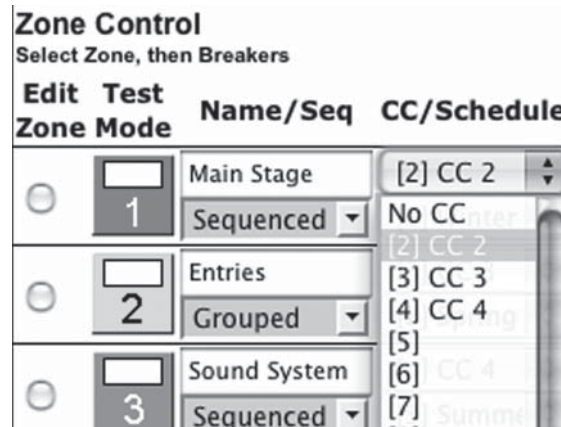 Zone Control
Select Zone, then Breakers
Edit Zone
Test Mode
Name/Seq
CC/Schedule
1
Main Stage
Sequenced
[2] CC 2
No CC
[2] CC 2
[3] CC 3
[4] CC 4
[5]
[6]
[7]
2
Entries
Grouped
3
Sound System
Sequenced